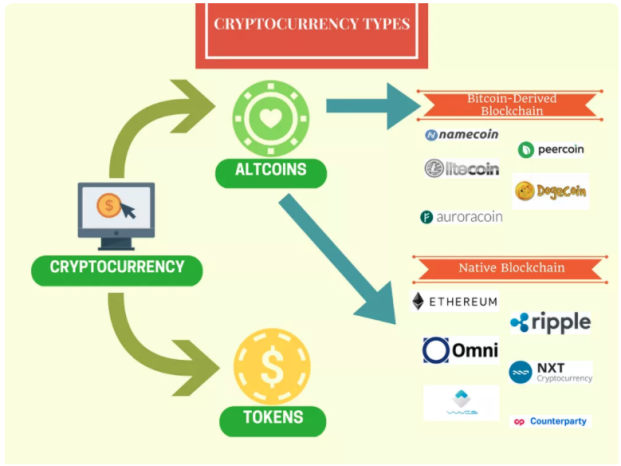 CRYPTOCURRENCY TYPES
Bitcoin-Derived
Blockchain
namecoin
peercoin
ALTCOINS
litecoin
DogeCoin
auroracoin
CRYPTOCURRENCY
Native Blockchain
ETHEREUM
ripple
Omni
NXT
Cryptocurrency
TOKENS
Counterparty